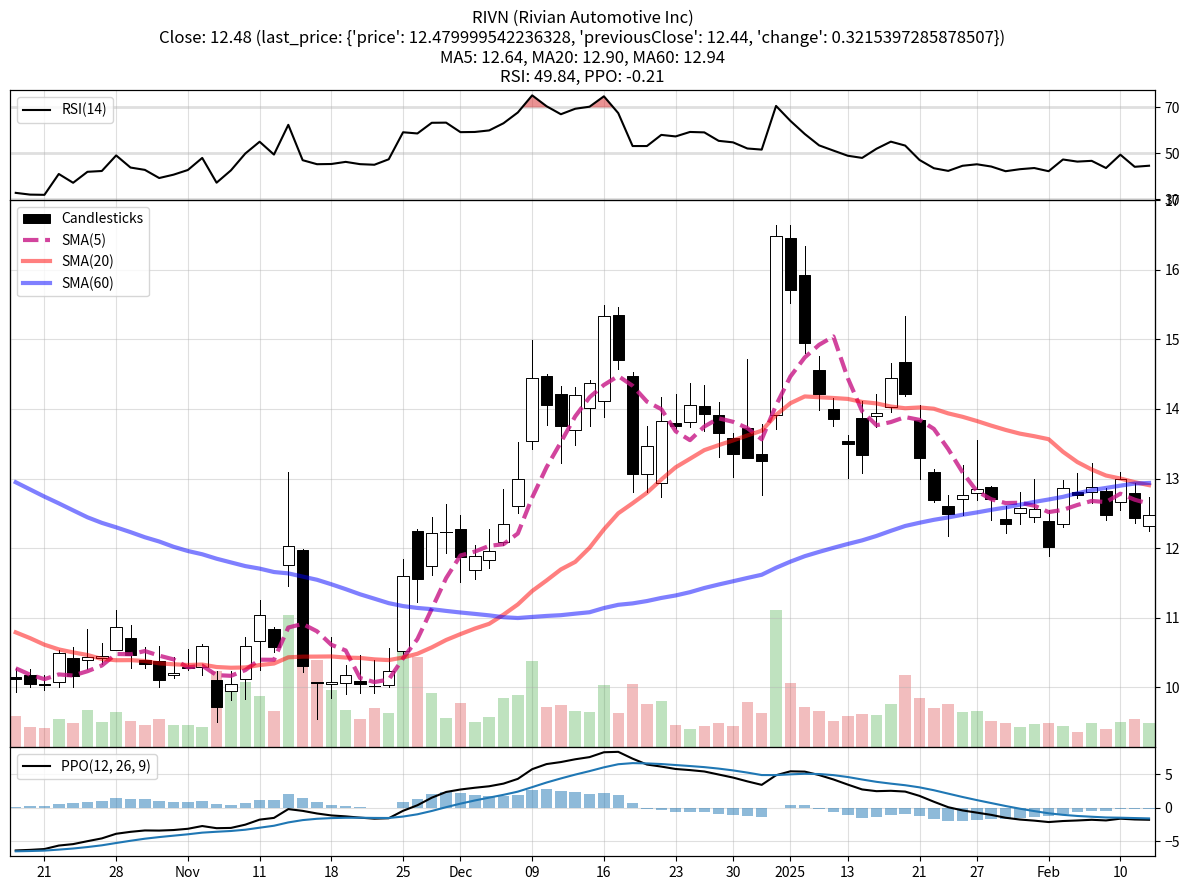 RIVN (Rivian Automotive Inc)
Close: 12.48 (last_price: {'price': 12.479999542236328, 'previousClose': 12.44, 'change': 0.3215397285878507})
MA5: 12.64, MA20: 12.90, MA60: 12.94
RSI: 49.84, PPO: -0.21
RSI(14)
70
50
30
17
Candlesticks
SMA(5)
SMA(20)
SMA(60)
16
15
14
13
12
11
10
PPO(12, 26, 9)
5
0
−5
21 28 Nov 11 18 25 Dec 09 16 23 30 2025 13 21 27 Feb 10